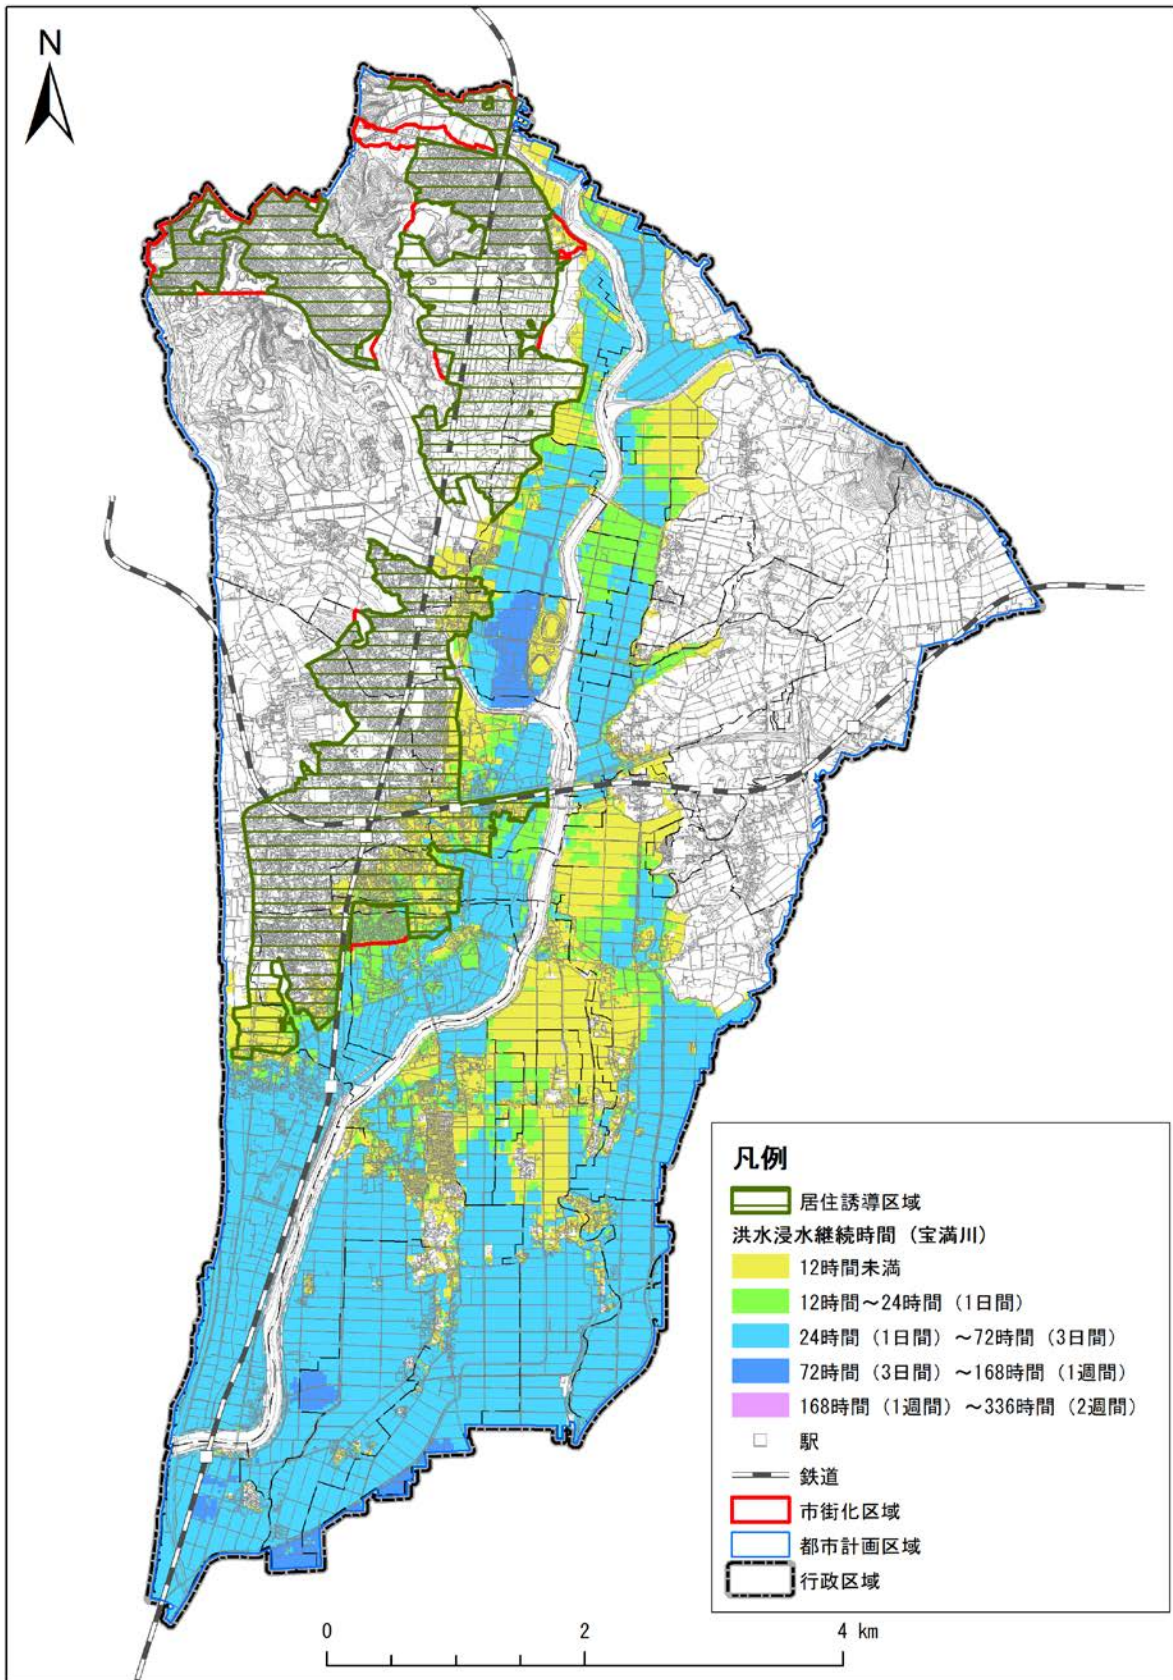 N
凡例
居住誘導区域
洪水浸水継続時間（宝満川）
12時間未満
12時間～24時間（1日間）
24時間（1日間）～72時間（3日間）
72時間（3日間）～168時間（1週間）
168時間（1週間）～336時間（2週間）
駅
鉄道
市街化区域
都市計画区域
行政区域
0 2 4 km